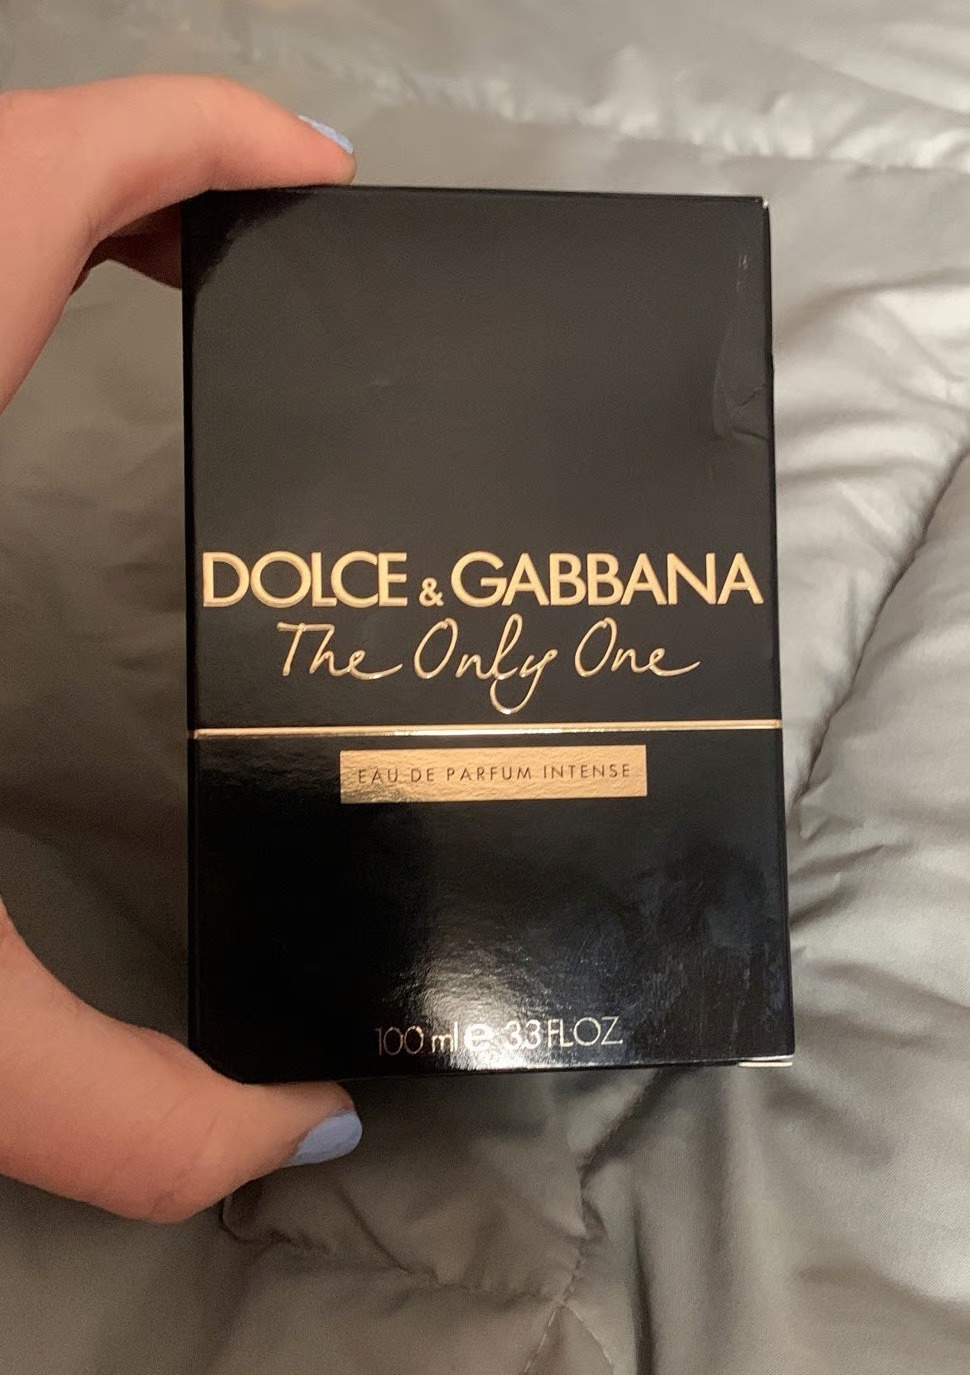 DOLCE & GABBANA
The Only One
EAU DE PARFUM INTENSE
100 ml e 3.3 FL.OZ.